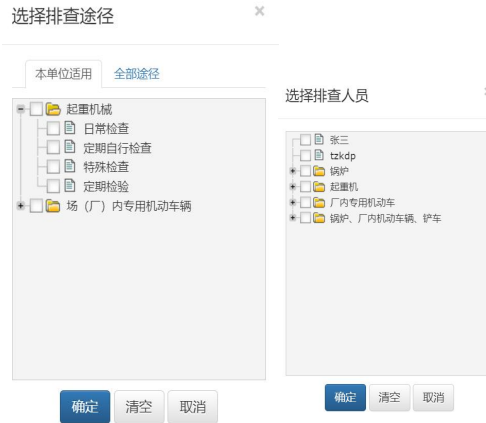 选择排查途径
×
本单位适用 全部途径
起重机械
日常检查
定期自行检查
特殊检查
定期检验
场（厂）内专用机动车辆
确定 清空 取消
选择排查人员
张三
tzkdp
锅炉
起重机
厂内专用机动车
锅炉、厂内机动车辆、铲车
确定 清空 取消